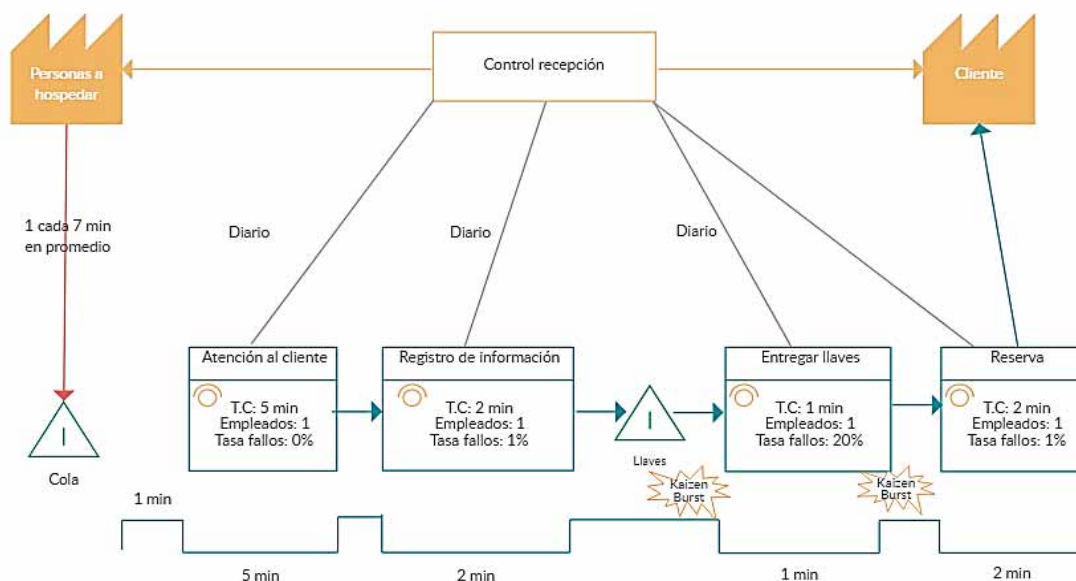 Personas a
hospedar
Control recepción
Cliente
1 cada 7 min
en promedio
Diario
Diario
Diario
Atención al cliente
T.C: 5 min
Empleados: 1
Tasa fallos: 0%
Registro de información
T.C: 2 min
Empleados: 1
Tasa fallos: 1%
Entregar llaves
T.C: 1 min
Empleados: 1
Tasa fallos: 20%
Reserva
T.C: 2 min
Empleados: 1
Tasa fallos: 1%
I
Cola
I
Llaves
Kaizen
Burst
Kaizen
Burst
1 min
5 min
2 min
1 min
2 min